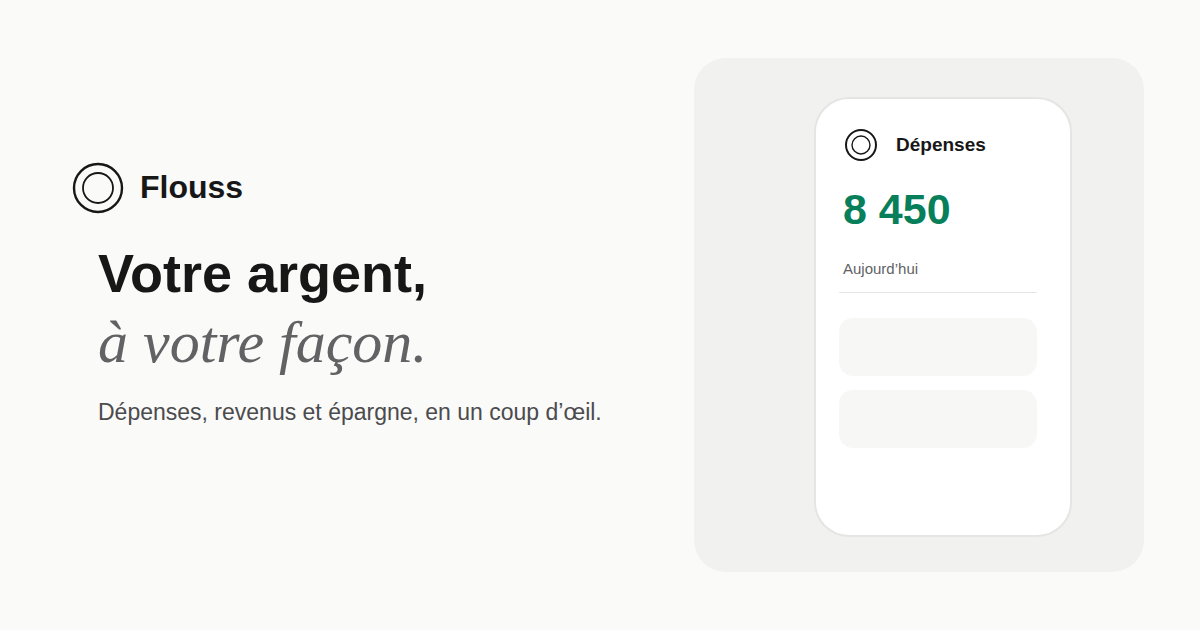 Flouss
Votre argent,
à votre façon.
Dépenses, revenus et épargne, en un coup d’œil.
Dépenses
8 450
Aujourd’hui